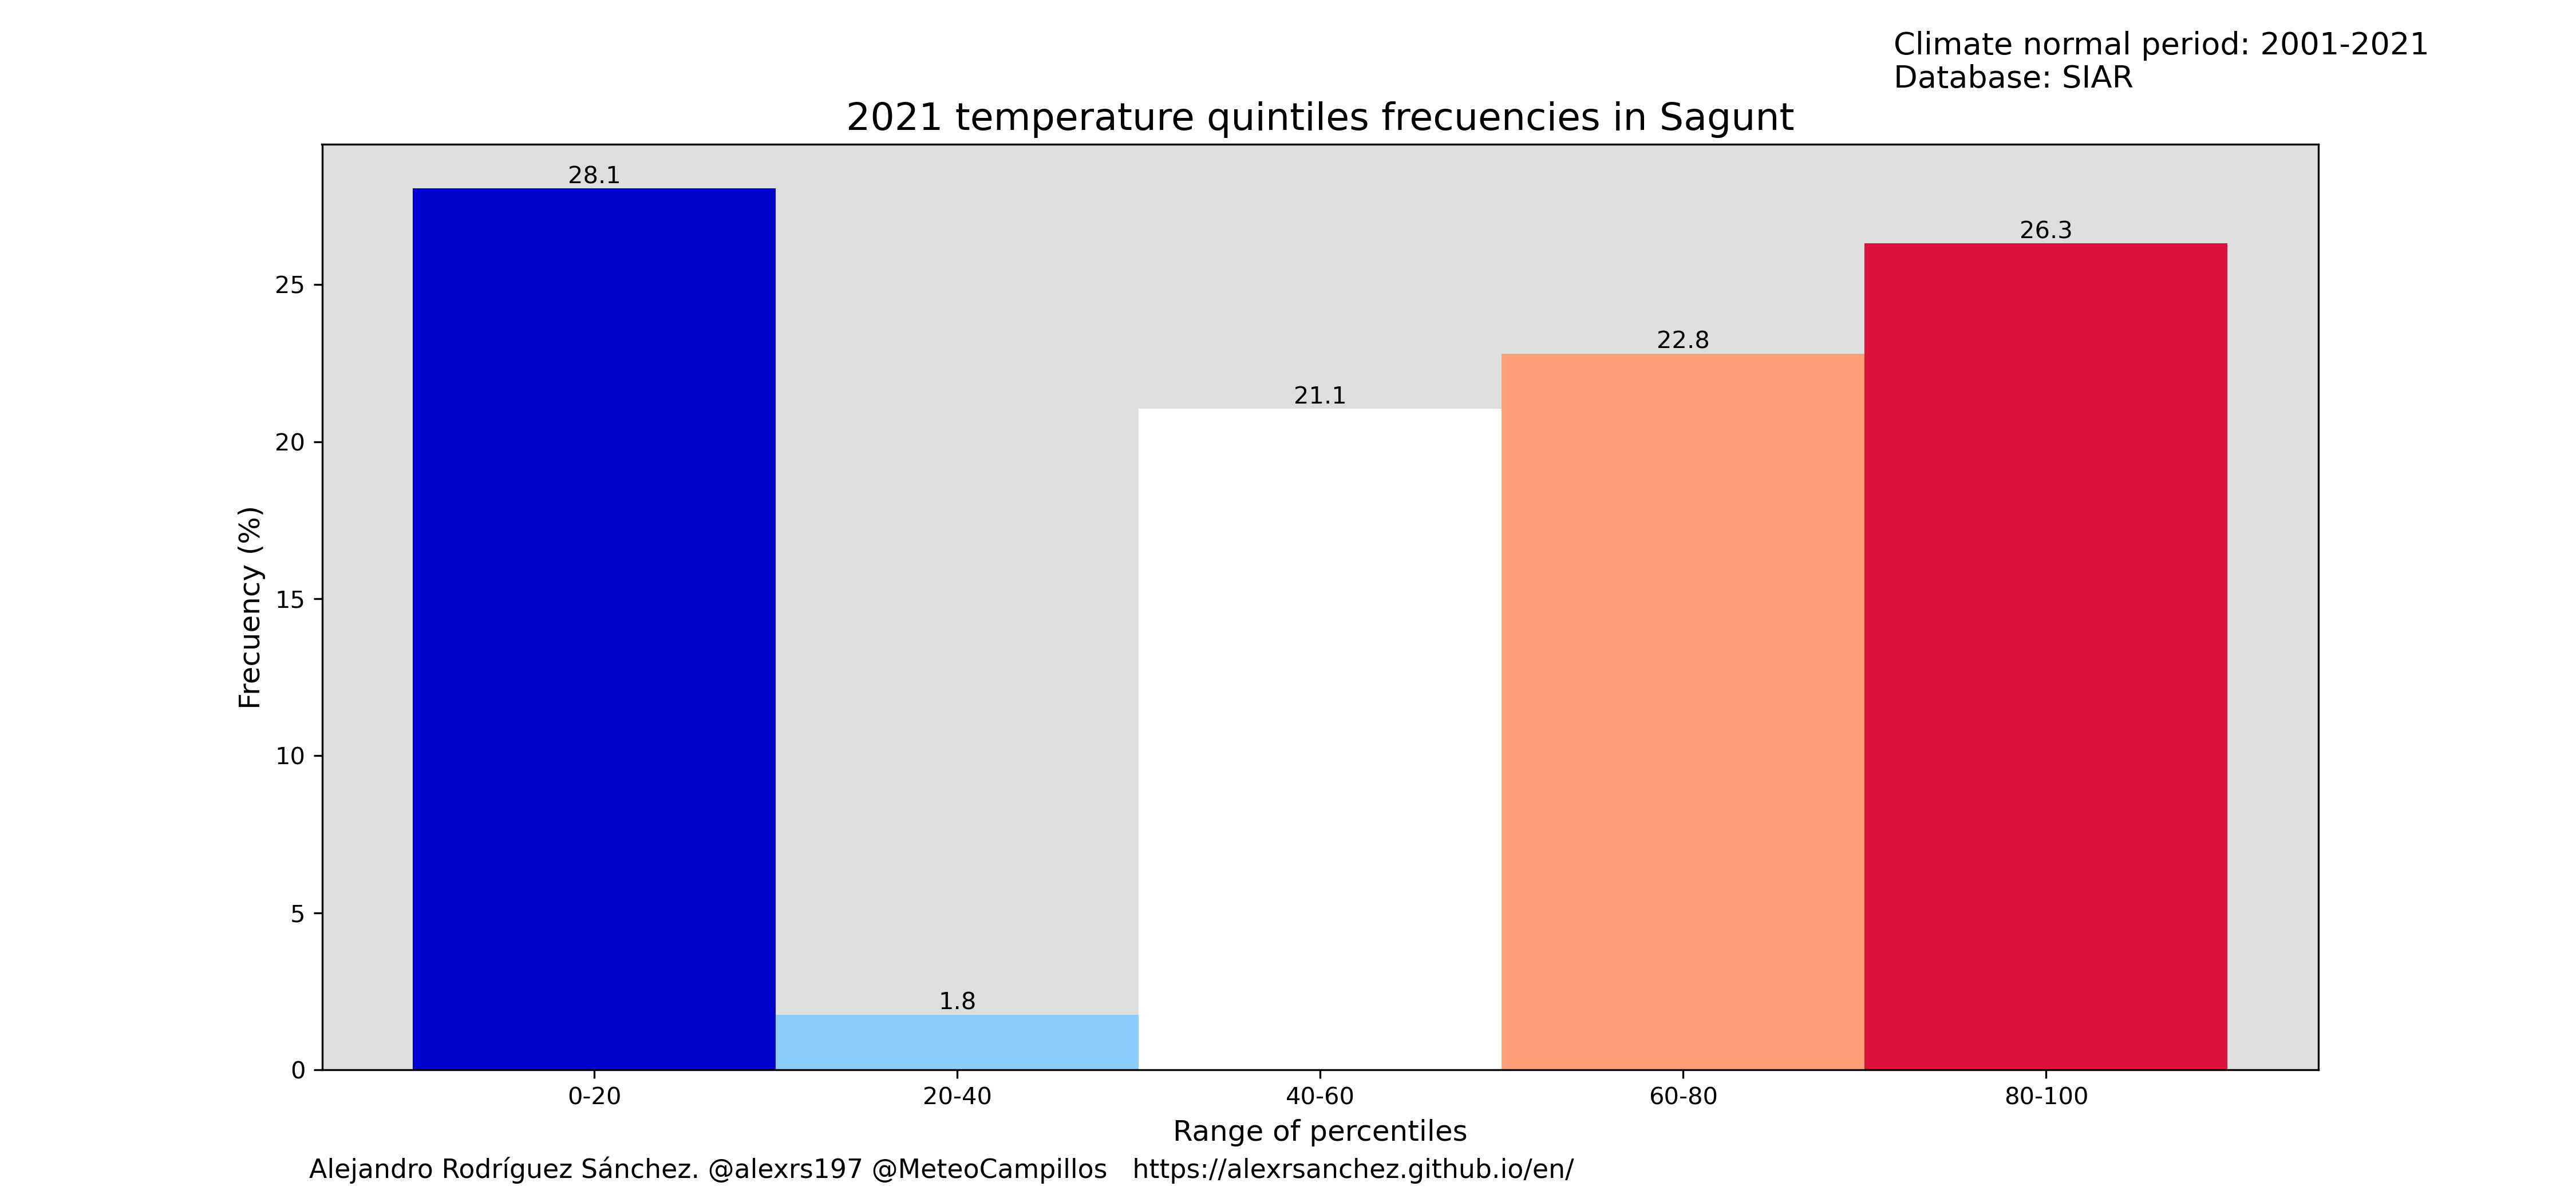 Climate normal period: 2001-2021
Database: SIAR
2021 temperature quintiles frecuencies in Sagunt
28.1
26.3
25
22.8
21.1
20
Frecuency (%)
15
10
5
1.8
0
0-20 20-40 40-60 60-80 80-100
Range of percentiles
Alejandro Rodríguez Sánchez. @alexrs197 @MeteoCampillos https://alexrsanchez.github.io/en/